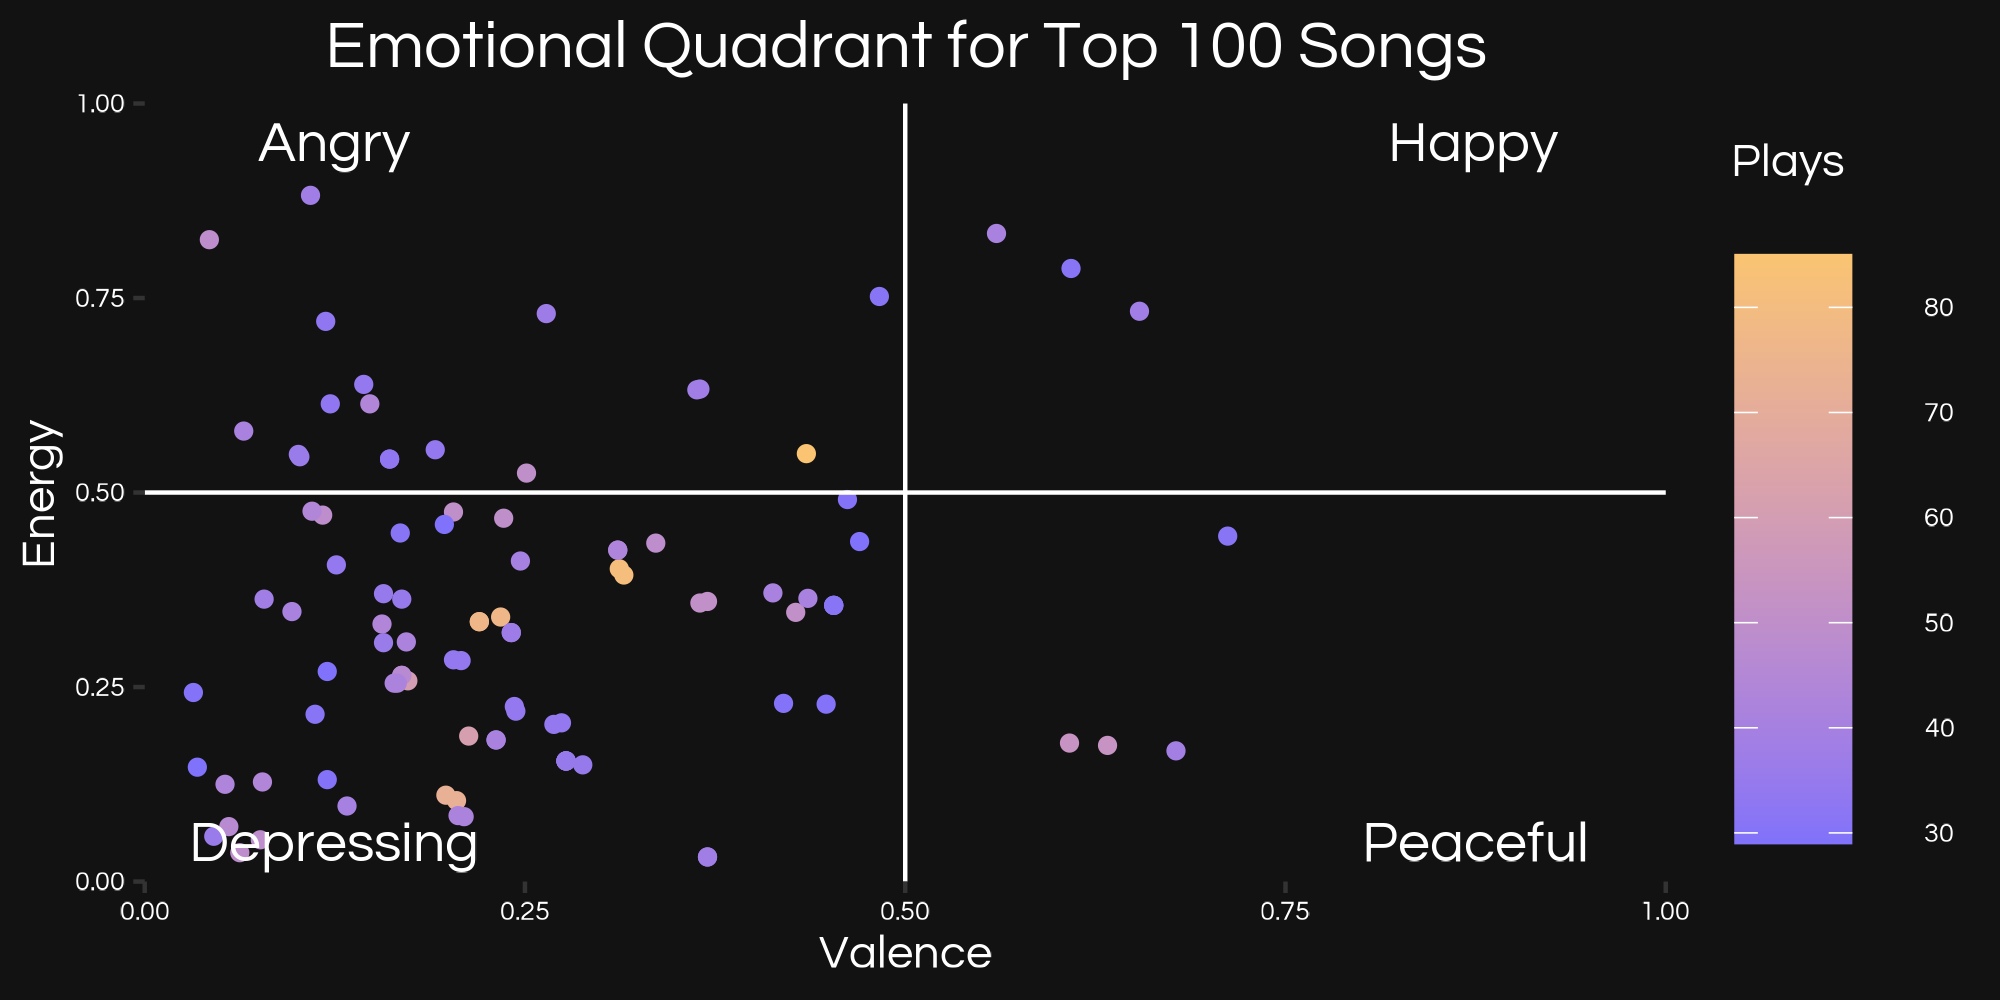 Emotional Quadrant for Top 100 Songs
1.00
Angry
Happy
Plays
0.75
80
70
Energy
0.50
60
50
0.25
40
30
Depressing
Peaceful
0.00
0.00
0.25
0.50
0.75
1.00
Valence